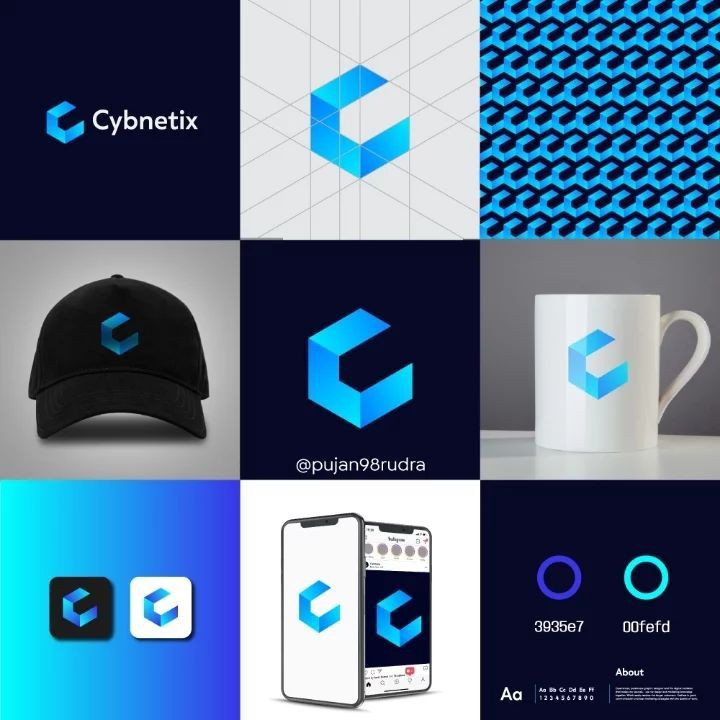 Cybnetix
@pujan98rudra
Instagram
3935e7
00fefd
About
Aa
Aa Bb Cc Dd Ee Ff
1 2 3 4 5 6 7 8 9 0